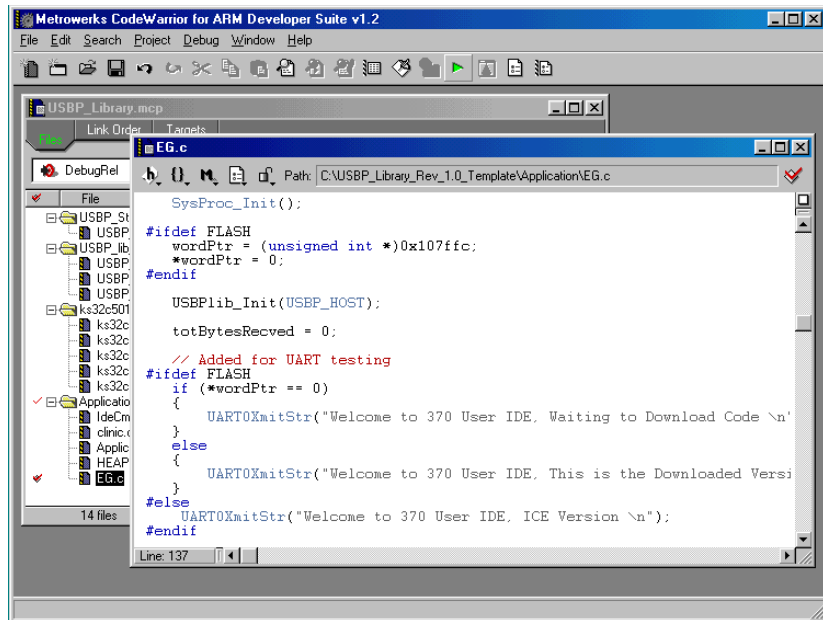 Metrowerks CodeWarrior for ARM Developer Suite v1.2
File Edit Search Project Debug Window Help
USBP_Library.mcp
Files Link Order Targets
DebugRel
File
USBP_St
USBP_
USBP_lib
USBP_
USBP_
USBP_
ks32c501
ks32c
ks32c
ks32c
ks32c
ks32c
Applicatio
IdeCm
clinic.c
Applic
HEAP
EG.c
14 files
EG.c
Path: C:\USBP_Library_Rev_1.0_Template\Application\EG.c
SysProc_Init();
#ifdef FLASH
wordPtr = (unsigned int *)0x107ffc;
*wordPtr = 0;
#endif
USBPlib_Init(USBP_HOST);
totBytesRecved = 0;
// Added for UART testing
#ifdef FLASH
if (*wordPtr == 0)
{
UART0XmitStr("Welcome to 370 User IDE, Waiting to Download Code \n"
}
else
{
UART0XmitStr("Welcome to 370 User IDE, This is the Downloaded Versi
}
#else
UART0XmitStr("Welcome to 370 User IDE, ICE Version \n");
#endif
Line: 137